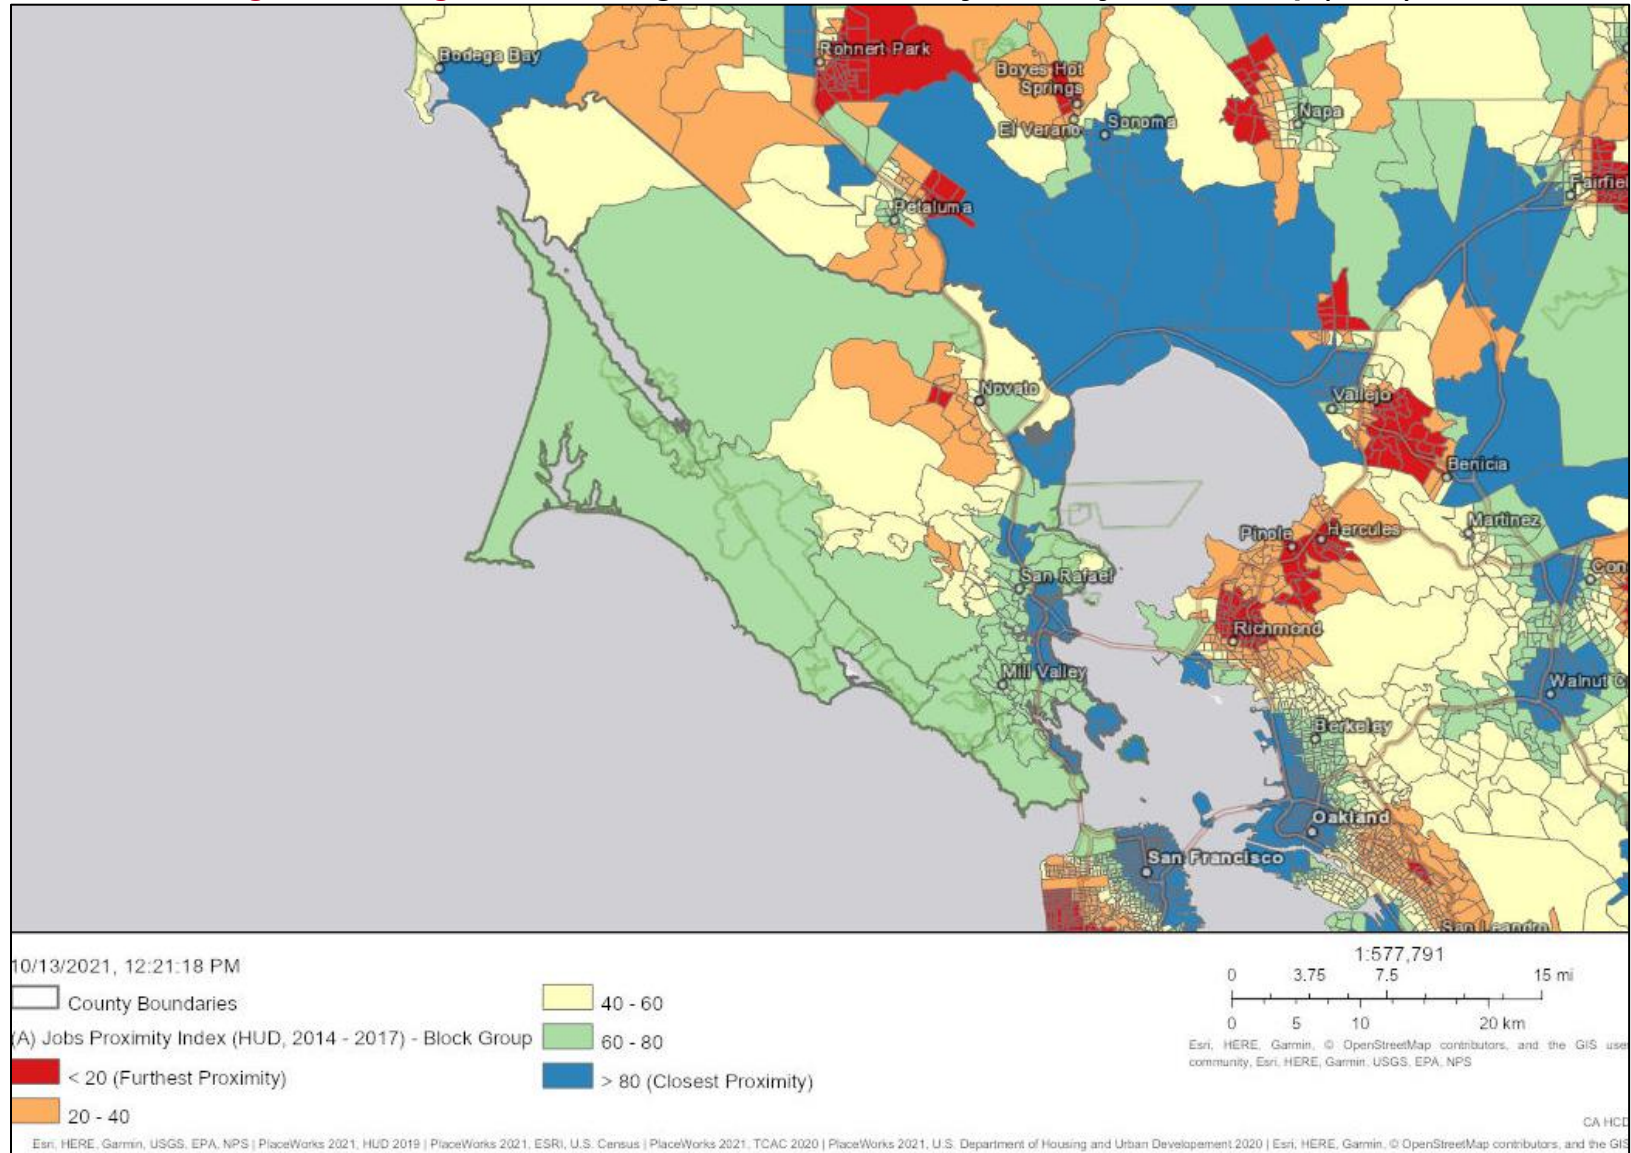 Bodega Bay
Rohnert Park
Boyes Hot
Springs
El Verano
Sonoma
Napa
Fairfiel
Petaluma
Novato
Vallejo
Benicia
Martinez
Pinole
Hercules
Con
San Rafael
Richmond
Mill Valley
Walnut C
Berkeley
Oakland
San Francisco
San Leandro
10/13/2021, 12:21:18 PM
County Boundaries
(A) Jobs Proximity Index (HUD, 2014 - 2017) - Block Group
< 20 (Furthest Proximity)
20 - 40
40 - 60
60 - 80
> 80 (Closest Proximity)
1:577,791
0 3.75 7.5 15 mi
0 5 10 20 km
Esri, HERE, Garmin, © OpenStreetMap contributors, and the GIS use
community, Esri, HERE, Garmin, USGS, EPA, NPS
CA HCD
Esri, HERE, Garmin, USGS, EPA, NPS | PlaceWorks 2021, HUD 2019 | PlaceWorks 2021, ESRI, U.S. Census | PlaceWorks 2021, TCAC 2020 | PlaceWorks 2021, U.S. Department of Housing and Urban Developement 2020 | Esri, HERE, Garmin, © OpenStreetMap contributors, and the GIS